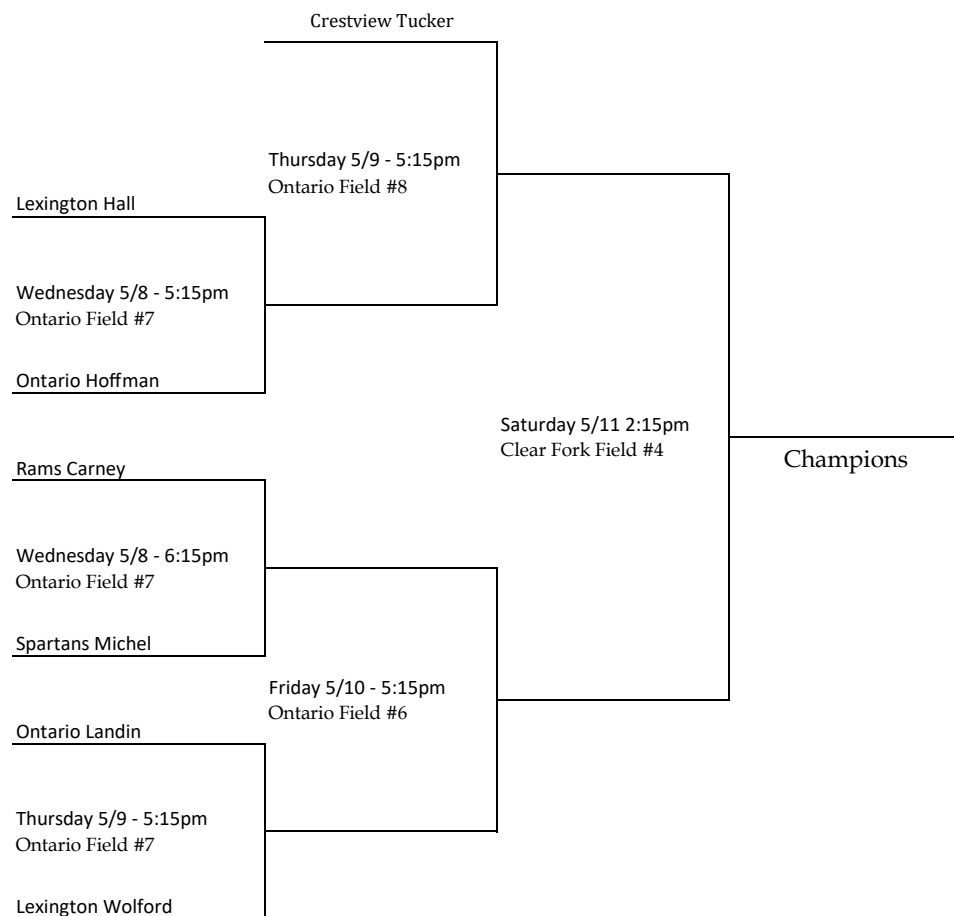 Crestview Tucker
Thursday 5/9 - 5:15pm
Ontario Field #8
Lexington Hall
Wednesday 5/8 - 5:15pm
Ontario Field #7
Ontario Hoffman
Saturday 5/11 2:15pm
Clear Fork Field #4
Champions
Rams Carney
Wednesday 5/8 - 6:15pm
Ontario Field #7
Spartans Michel
Friday 5/10 - 5:15pm
Ontario Field #6
Ontario Landin
Thursday 5/9 - 5:15pm
Ontario Field #7
Lexington Wolford